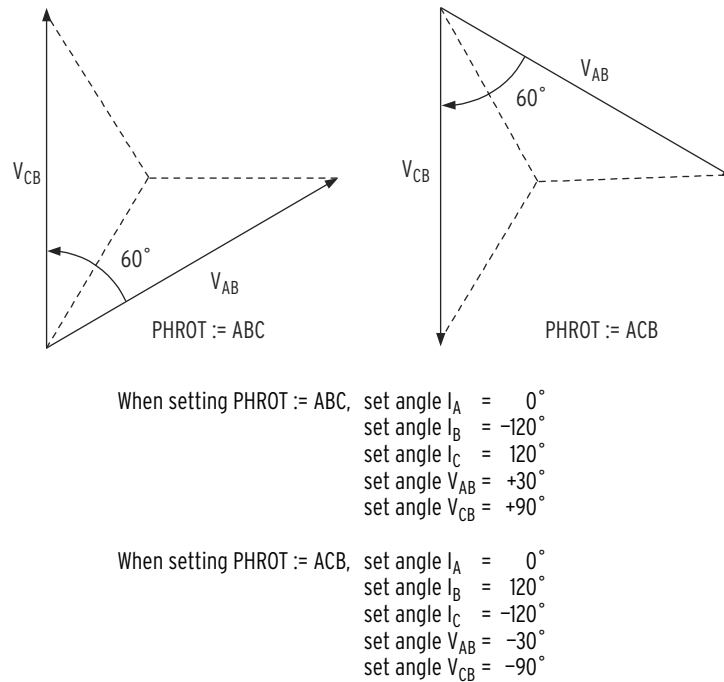 V_CB
60°
V_AB
PHROT := ABC
V_AB
60°
V_CB
PHROT := ACB
When setting PHROT := ABC, set angle I_A = 0°
set angle I_B = −120°
set angle I_C = 120°
set angle V_AB = +30°
set angle V_CB = +90°
When setting PHROT := ACB, set angle I_A = 0°
set angle I_B = 120°
set angle I_C = −120°
set angle V_AB = −30°
set angle V_CB = −90°